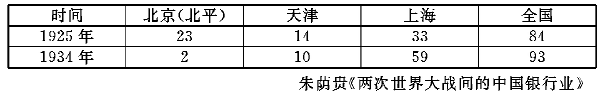 时间 北京(北平) 天津 上海 全国
1925年 23 14 33 84
1934年 2 10 59 93
朱荫贵《两次世界大战间的中国银行业》